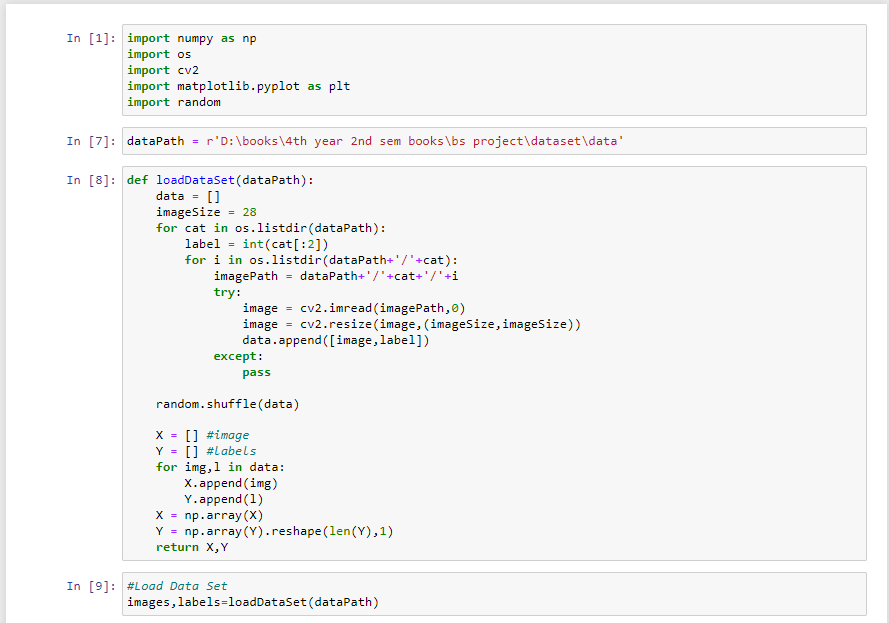 In [1]: import numpy as np
import os
import cv2
import matplotlib.pyplot as plt
import random
In [7]: dataPath = r'D:\books\4th year 2nd sem books\bs project\dataset\data'
In [8]: def loadDataSet(dataPath):
    data = []
    imageSize = 28
    for cat in os.listdir(dataPath):
        label = int(cat[:2])
        for i in os.listdir(dataPath+'/'+cat):
            imagePath = dataPath+'/'+cat+'/'+i
            try:
                image = cv2.imread(imagePath,0)
                image = cv2.resize(image,(imageSize,imageSize))
                data.append([image,label])
            except:
                pass
    random.shuffle(data)
    X = [] #image
    Y = [] #labels
    for img,l in data:
        X.append(img)
        Y.append(l)
    X = np.array(X)
    Y = np.array(Y).reshape(len(Y),1)
    return X,Y
In [9]: #Load Data Set
images,labels=loadDataSet(dataPath)